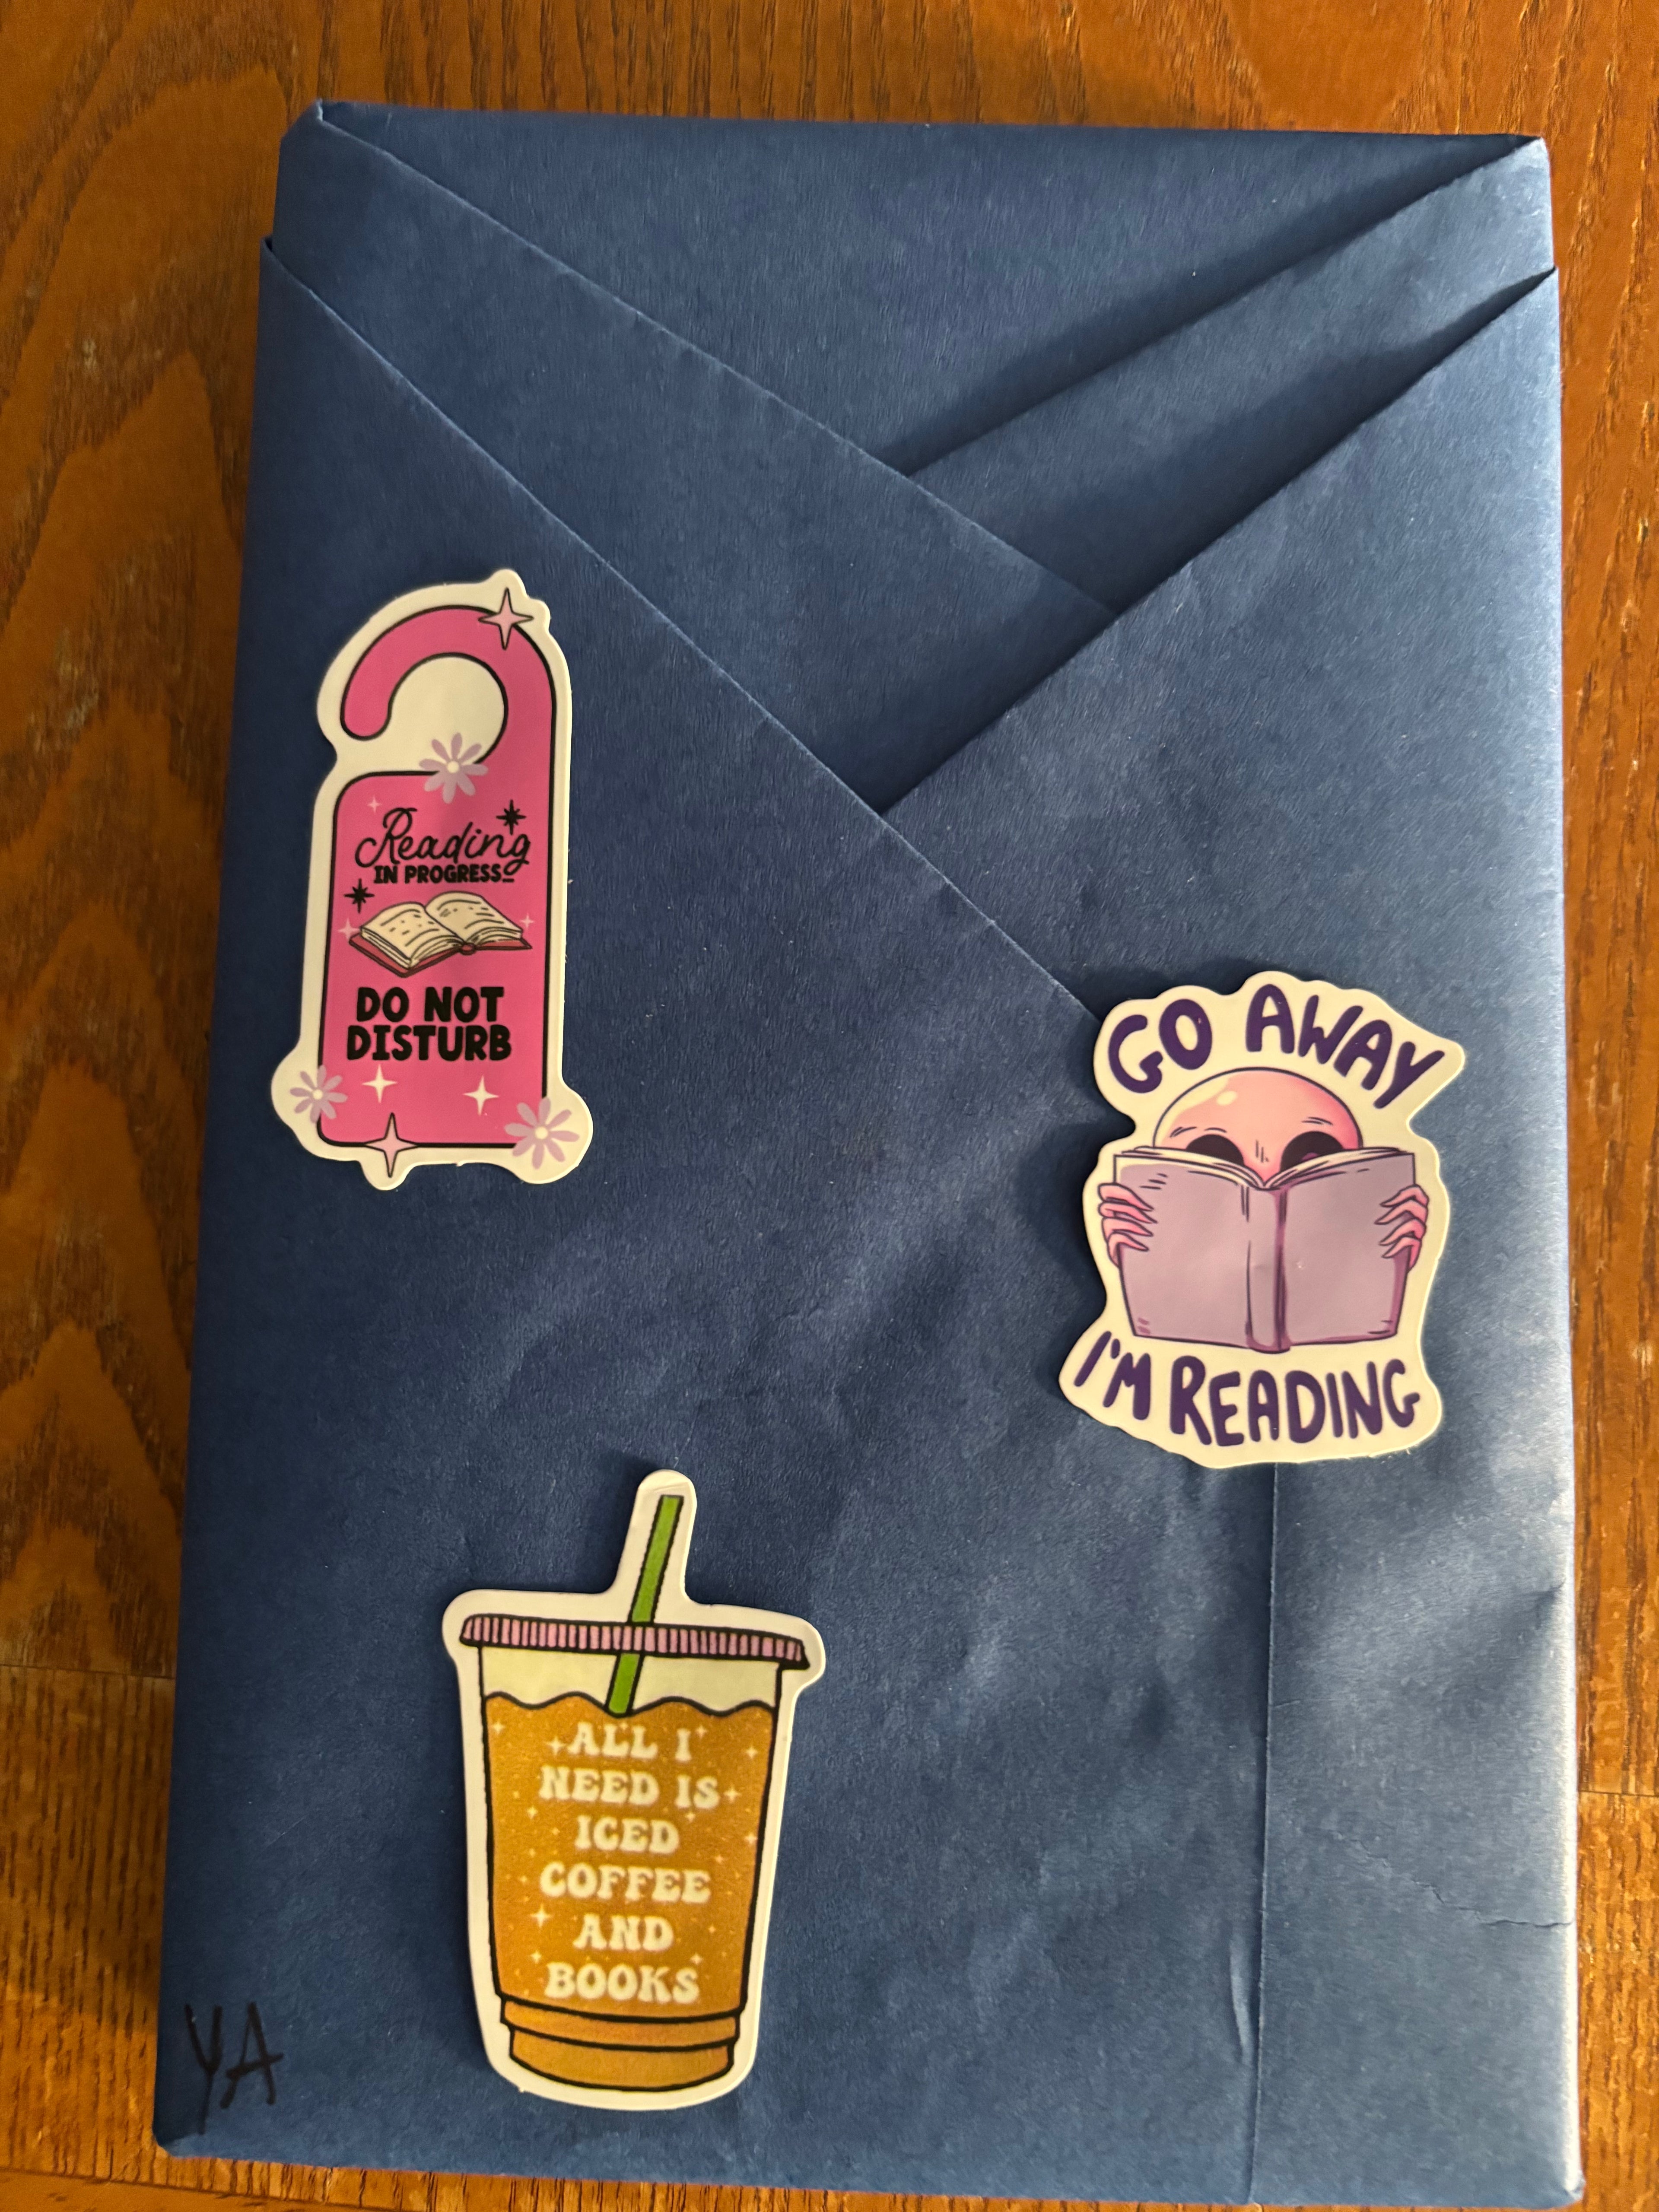 Reading
IN PROGRESS
DO NOT
DISTURB
GO AWAY
I'M READING
ALL I
NEED IS
ICED
COFFEE
AND
BOOKS
YA